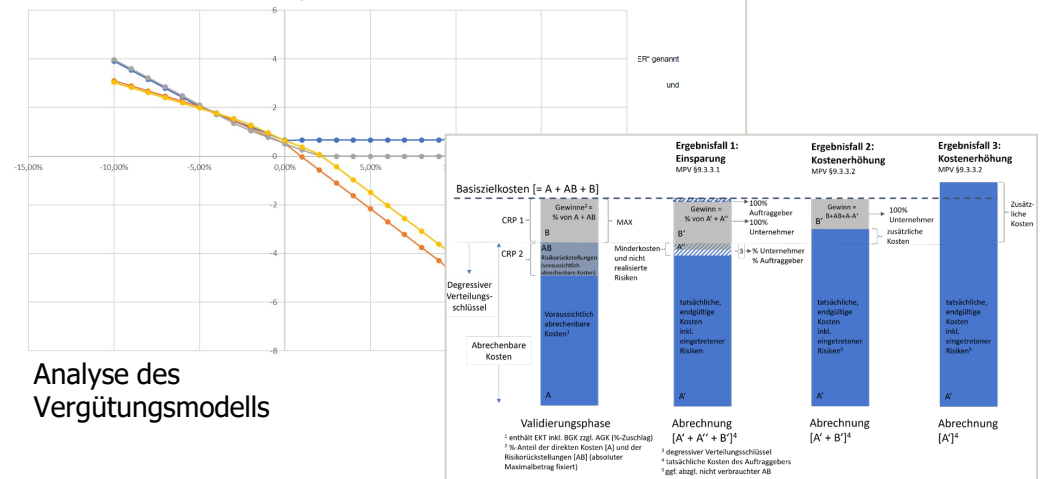 6
4
2
0
-2
-4
-6
-8
-15,00%
-10,00%
-5,00%
0,00%
5,00%
ER" genannt
und
Analyse des
Vergütungsmodells
Ergebnisfall 1:
Einsparung
MPV §9.3.3.1
Ergebnisfall 2:
Kostenerhöhung
MPV §9.3.3.2
Ergebnisfall 3:
Kostenerhöhung
MPV §9.3.3.2
Basiszielkosten [= A + AB + B]
CRP 1
Gewinne² =
% von A + AB
B
MAX
CRP 2
AB
Risikorückstellungen
(voraussichtlich
abrechenbare Kosten)
Degressiver
Verteilungs-
schlüssel
Abrechenbare
Kosten
Voraussichtlich
abrechenbare
Kosten¹
A
Gewinn =
% von A' + A''
B'
100%
Auftraggeber
100%
Unternehmer
Minderkosten
und nicht
realisierte
Risiken
A''
3
% Unternehmer
% Auftraggeber
tatsächliche,
endgültige
Kosten
inkl.
eingetretener
Risiken
A'
Gewinn =
B+AB+A-A'
B'
100%
Unternehmer
zusätzliche
Kosten
tatsächliche,
endgültige
Kosten
inkl.
eingetretener
Risiken⁵
A'
Zusätz-
liche
Kosten
tatsächliche,
endgültige
Kosten
inkl.
eingetretener
Risiken⁵
A'
Validierungsphase
¹ enthält EKT inkl. BGK zzgl. AGK (%-Zuschlag)
² %-Anteil der direkten Kosten [A] und der
Risikorückstellungen [AB] (absoluter
Maximalbetrag fixiert)
Abrechnung
[A' + A'' + B']⁴
³ degressiver Verteilungsschlüssel
⁴ tatsächliche Kosten des Auftraggebers
⁵ ggf. abzgl. nicht verbrauchter AB
Abrechnung
[A' + B']⁴
Abrechnung
[A']⁴